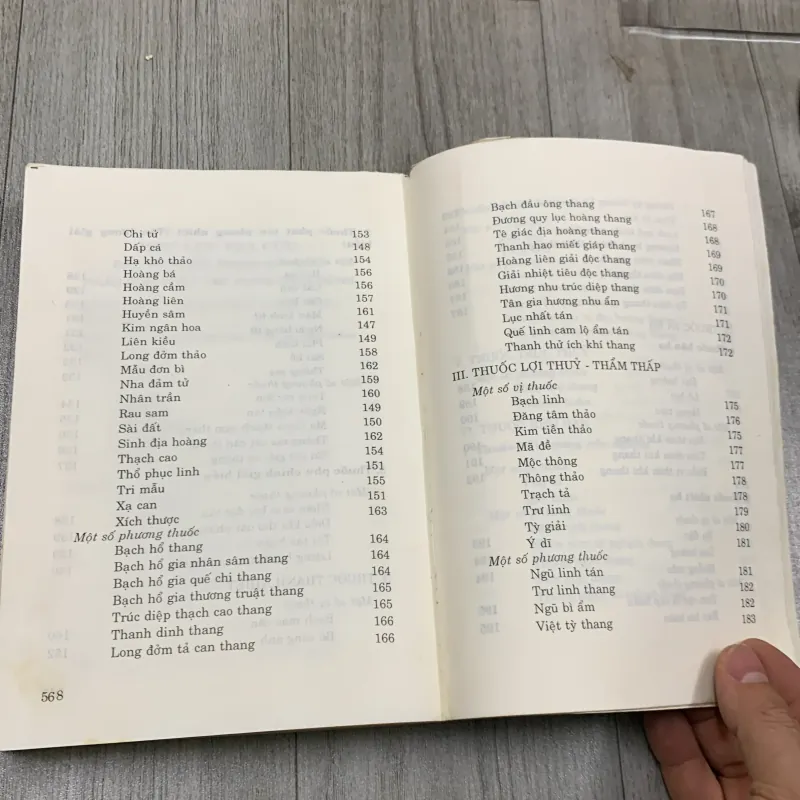 Chi tử 153
Dấp cá 148
Hạ khô thảo 154
Hoàng bá 156
Hoàng cầm 156
Hoàng liên 157
Huyền sâm 161
Kim ngân hoa 147
Liên kiều 149
Long đởm thảo 158
Mẫu đơn bì 162
Nha đảm tử 159
Nhân trần 160
Rau sam 149
Sài đất 150
Sinh địa hoàng 162
Thạch cao 154
Thổ phục linh 151
Tri mẫu 155
Xạ can 151
Xích thược 163
Một số phương thuốc
Bạch hổ thang 164
Bạch hổ gia nhân sâm thang 164
Bạch hổ gia quế chi thang 164
Bạch hổ gia thương truật thang 165
Trúc diệp thạch cao thang 165
Thanh dinh thang 166
Long đởm tả can thang 166
568
Bạch đầu ông thang 167
Đương quy lục hoàng thang 168
Tê giác địa hoàng thang 168
Thanh hao miết giáp thang 169
Hoàng liên giải độc thang 169
Giải nhiệt tiêu độc thang 170
Hương nhu trúc diệp thang 170
Tân gia hương nhu ẩm 171
Lục nhất tán 171
Quế linh cam lộ ẩm tán 172
Thanh thử ích khí thang 172
III. THUỐC LỢI THUỶ - THẨM THẤP
Một số vị thuốc
Bạch linh 175
Đăng tâm thảo 176
Kim tiền thảo 175
Mã đề 177
Mộc thông 177
Thông thảo 178
Trạch tả 178
Trư linh 179
Tỳ giải 180
Ý dĩ 181
Một số phương thuốc
Ngũ linh tán 181
Trư linh thang 182
Ngũ bì ẩm 182
Việt tỳ thang 183